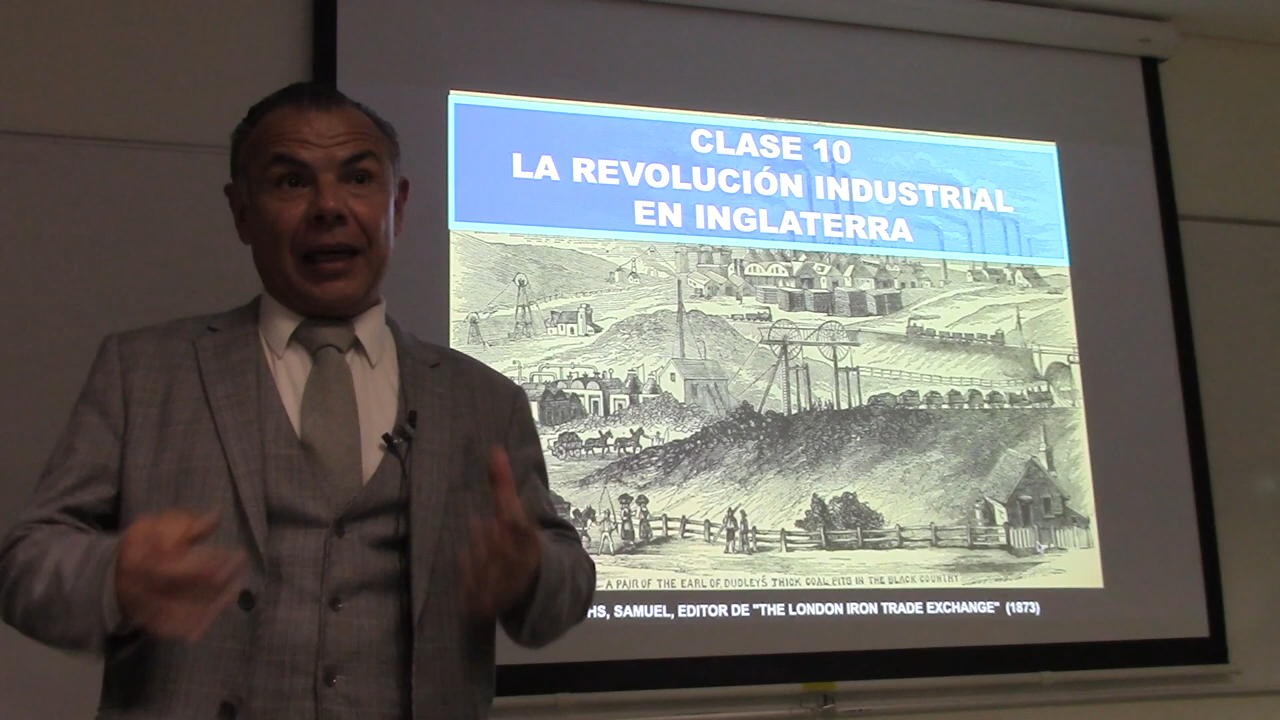 CLASE 10
LA REVOLUCIÓN INDUSTRIAL
EN INGLATERRA
A PAIR OF THE EARL OF DUDLEY'S THICK COAL PITS IN THE BLACK COUNTRY
SAMUEL, EDITOR DE "THE LONDON IRON TRADE EXCHANGE" (1873)